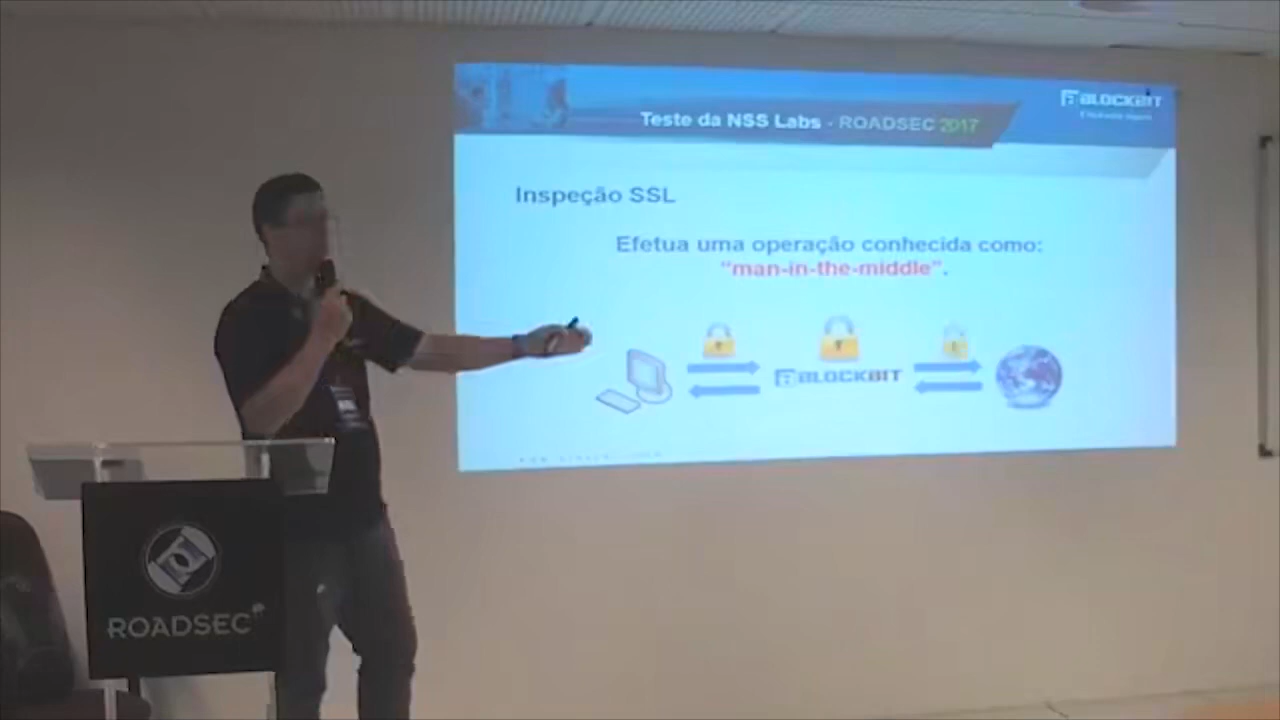 BLOCKBIT
Teste da NSS Labs - ROADSEC 2017
Inspeção SSL
Efetua uma operação conhecida como:
“man-in-the-middle”.
BLOCKBIT
ROADSEC